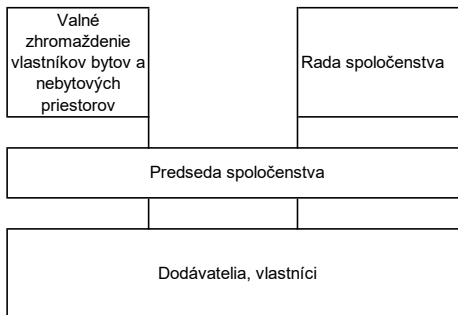 Valné
zhromaždenie
vlastníkov bytov a
nebytových
priestorov
Rada spoločenstva
Predseda spoločenstva
Dodávatelia, vlastníci